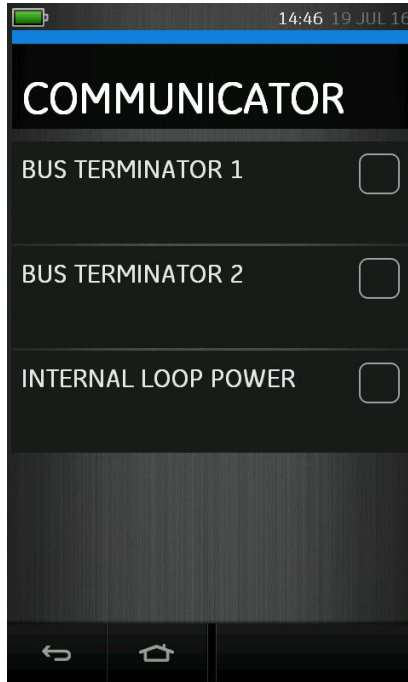 14:46 19 JUL 16
COMMUNICATOR
BUS TERMINATOR 1
BUS TERMINATOR 2
INTERNAL LOOP POWER